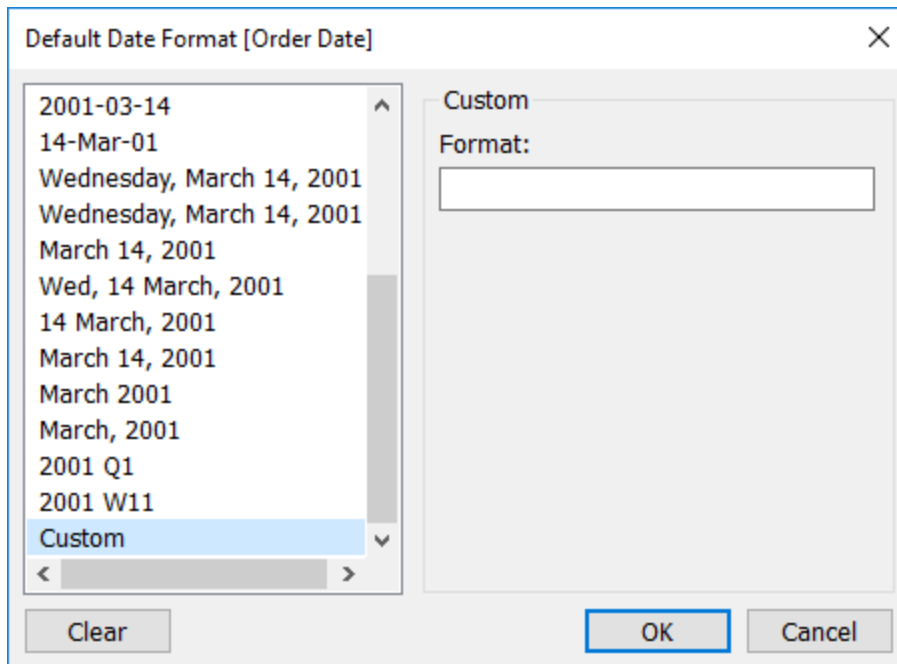 Default Date Format [Order Date]
2001-03-14
14-Mar-01
Wednesday, March 14, 2001
Wednesday, March 14, 2001
March 14, 2001
Wed, 14 March, 2001
14 March, 2001
March 14, 2001
March 2001
March, 2001
2001 Q1
2001 W11
Custom
Custom
Format:
Clear
OK
Cancel